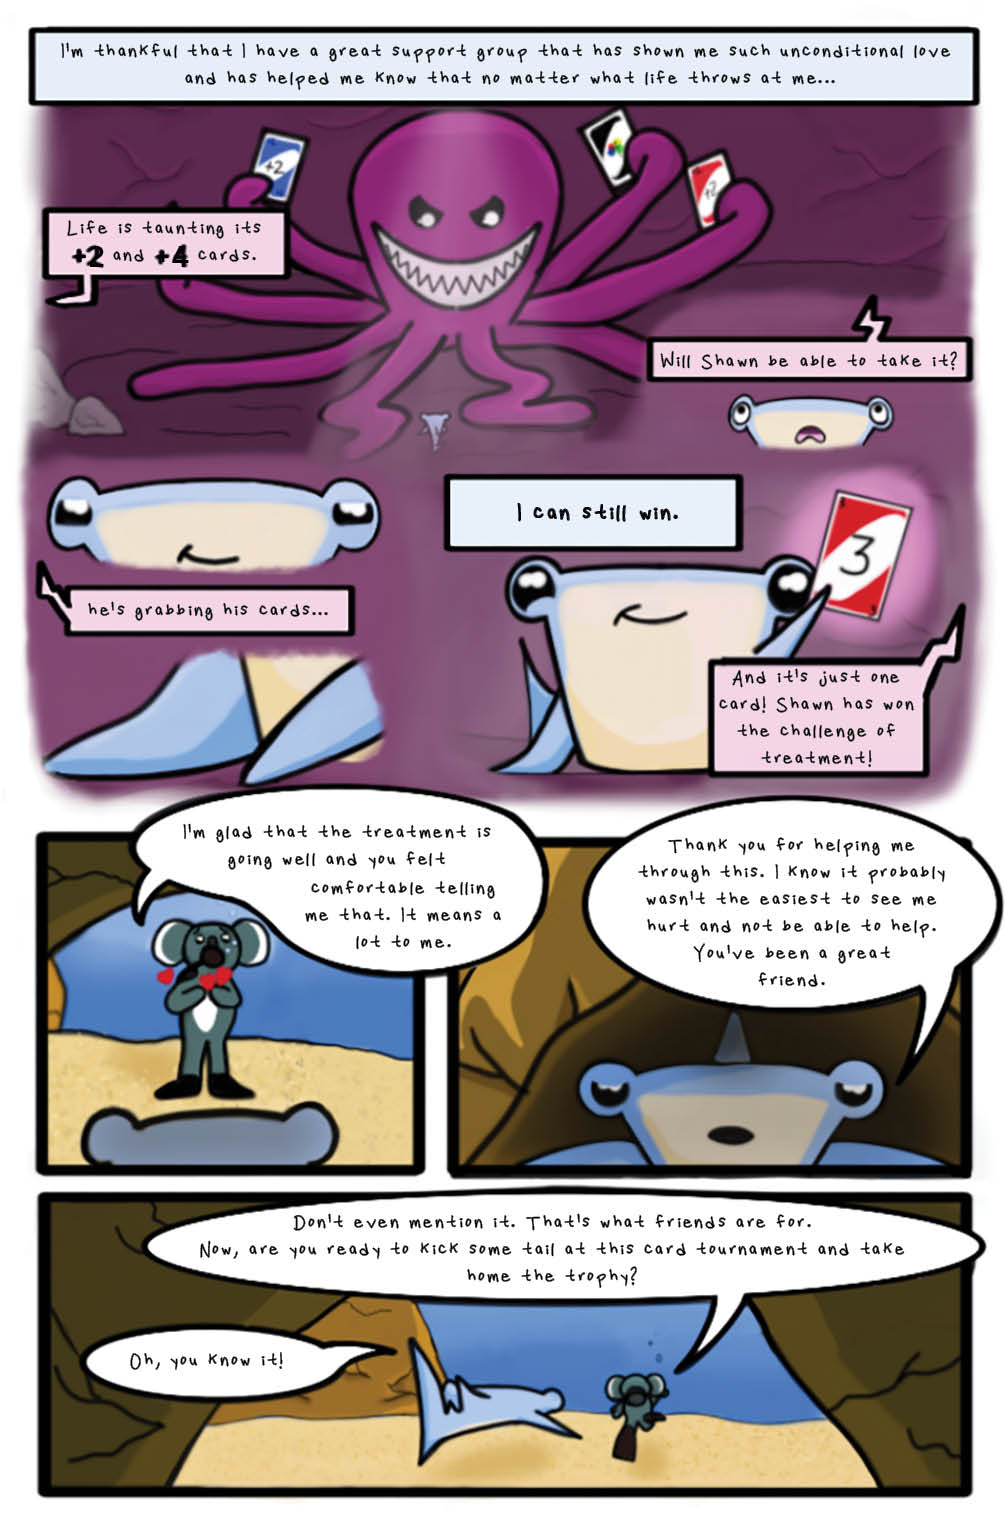 I'm thankful that I have a great support group that has shown me such unconditional love
and has helped me know that no matter what life throws at me...
+2
+2
Life is taunting its
+2 and +4 cards.
Will Shawn be able to take it?
he's grabbing his cards...
I can still win.
3
And it's just one
card! Shawn has won
the challenge of
treatment!
I'm glad that the treatment is
going well and you felt
comfortable telling
me that. It means a
lot to me.
Thank you for helping me
through this. I know it probably
wasn't the easiest to see me
hurt and not be able to help.
You've been a great
friend.
Don't even mention it. That's what friends are for.
Now, are you ready to kick some tail at this card tournament and take
home the trophy?
Oh, you know it!